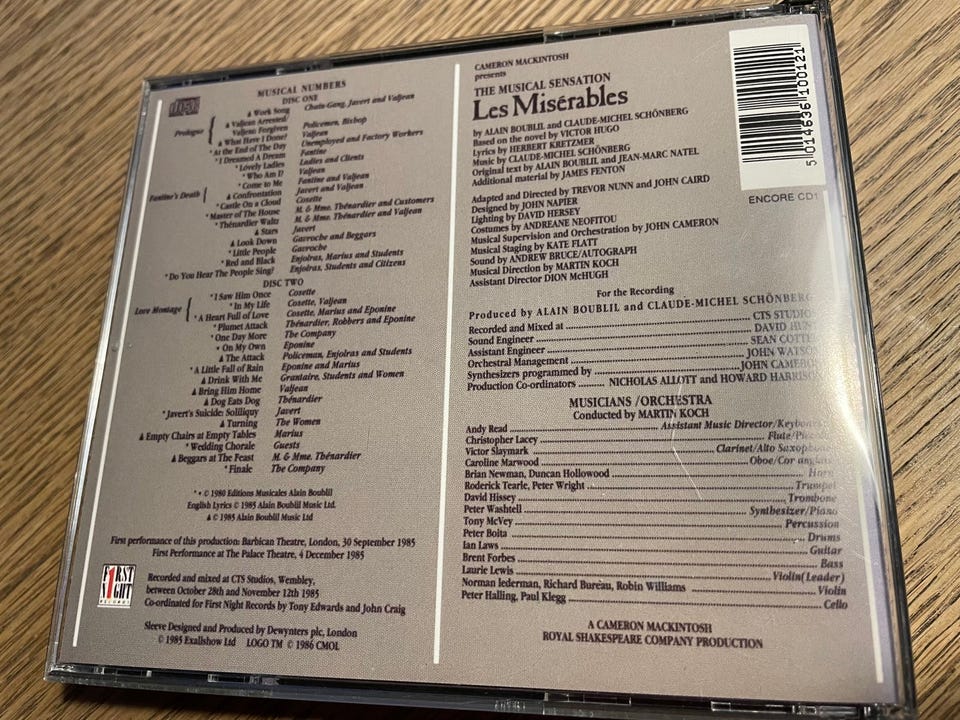 MUSICAL NUMBERS
DISC ONE
Prologue
▲ Work Song Chain-Gang, Javert and Valjean
▲ Valjean Arrested/
Valjean Forgiven Policemen, Bishop
▲ What Have I Done? Valjean
* At the End of The Day Unemployed and Factory Workers
* I Dreamed A Dream Fantine
* Lovely Ladies Ladies and Clients
* Who Am I? Valjean
Fantine's Death
* Come to Me Fantine and Valjean
▲ Confrontation Javert and Valjean
* Castle On a Cloud Cosette
* Master of The House M. & Mme. Thénardier and Customers
* Thénardier Waltz M. & Mme. Thénardier and Valjean
▲ Stars Javert
▲ Look Down Gavroche and Beggars
* Little People Gavroche
* Red and Black Enjolras, Marius and Students
* Do You Hear The People Sing? Enjolras, Students and Citizens
DISC TWO
Love Montage
* I Saw Him Once Cosette
* In My Life Cosette, Valjean
* A Heart Full of Love Cosette, Marius and Eponine
* Plumet Attack Thénardier, Robbers and Eponine
* One Day More The Company
* On My Own Eponine
▲ The Attack Policeman, Enjolras and Students
* A Little Fall of Rain Eponine and Marius
▲ Drink With Me Grantaire, Students and Women
▲ Bring Him Home Valjean
▲ Dog Eats Dog Thénardier
* Javert's Suicide: Soliliquy Javert
▲ Turning The Women
▲ Empty Chairs at Empty Tables Marius
* Wedding Chorale Guests
▲ Beggars at The Feast M. & Mme. Thénardier
* Finale The Company
* • © 1980 Editions Musicales Alain Boublil
English Lyrics © 1985 Alain Boublil Music Ltd.
▲ © 1985 Alain Boublil Music Ltd
First performance of this production: Barbican Theatre, London, 30 September 1985
First Performance at The Palace Theatre, 4 December 1985
F1RST NIGHT
RECORDS
Recorded and mixed at CTS Studios, Wembley,
between October 28th and November 12th 1985
Co-ordinated for First Night Records by Tony Edwards and John Craig
Sleeve Designed and Produced by Dewynters plc, London
© 1985 Exallshow Ltd LOGO TM © 1986 CMOL
CAMERON MACKINTOSH
presents
THE MUSICAL SENSATION
Les Misérables
by ALAIN BOUBLIL and CLAUDE-MICHEL SCHÖNBERG
Based on the novel by VICTOR HUGO
Lyrics by HERBERT KRETZMER
Music by CLAUDE-MICHEL SCHÖNBERG
Original text by ALAIN BOUBLIL and JEAN-MARC NATEL
Additional material by JAMES FENTON
Adapted and Directed by TREVOR NUNN and JOHN CAIRD
Designed by JOHN NAPIER
Lighting by DAVID HERSEY
Costumes by ANDREANE NEOFITOU
Musical Supervision and Orchestration by JOHN CAMERON
Musical Staging by KATE FLATT
Sound by ANDREW BRUCE/AUTOGRAPH
Musical Direction by MARTIN KOCH
Assistant Director DION McHUGH
For the Recording
Produced by ALAIN BOUBLIL and CLAUDE-MICHEL SCHÖNBERG
Recorded and Mixed at CTS STUDIOS
Sound Engineer DAVID HUNT
Assistant Engineer SEAN
Orchestral Management JOHN WATSON
Synthesizers programmed by JOHN CAMERON
Production Co-ordinators NICHOLAS ALLOTT and HOWARD HARRISON
MUSICIANS /ORCHESTRA
Conducted by MARTIN KOCH
Andy Read Assistant Music Director/Keyboards
Christopher Lacey Flute/Piccolo
Victor Slaymark Clarinet/Alto Saxophone
Caroline Marwood Oboe/Cor anglais
Brian Newman, Duncan Hollowood Horn
Roderick Tearle, Peter Wright Trumpet
David Hissey Trombone
Peter Washtell Synthesizer/Piano
Tony McVey Percussion
Peter Boita Drums
Ian Laws Guitar
Brent Forbes Bass
Laurie Lewis Violin(Leader)
Norman Iederman, Richard Bureau, Robin Williams Violin
Peter Halling, Paul Klegg Cello
A CAMERON MACKINTOSH
ROYAL SHAKESPEARE COMPANY PRODUCTION
5 014636 100121
ENCORE CD1